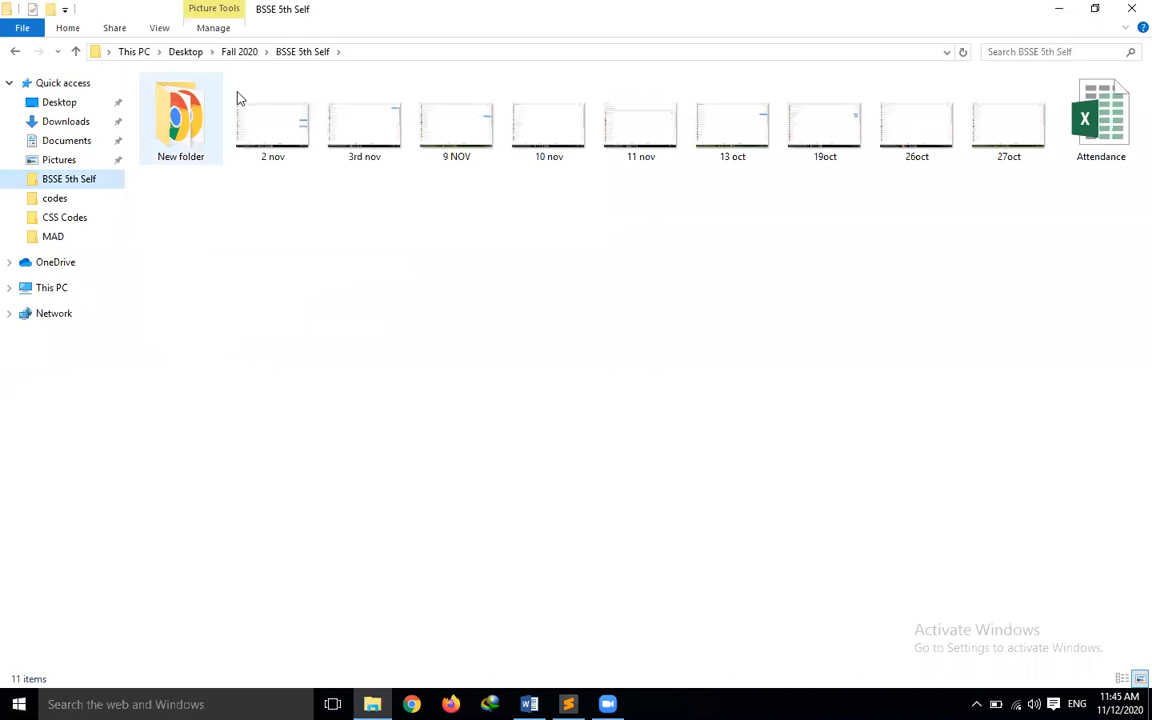 Picture Tools
BSSE 5th Self
File
Home
Share
View
Manage
This PC
Desktop
Fall 2020
BSSE 5th Self
Search BSSE 5th Self
Quick access
Desktop
Downloads
Documents
Pictures
BSSE 5th Self
codes
CSS Codes
MAD
OneDrive
This PC
Network
New folder
2 nov
3rd nov
9 NOV
10 nov
11 nov
13 oct
19oct
26oct
27oct
Attendance
Activate Windows
Go to Settings to activate Windows.
11 items
Search the web and Windows
ENG
11:45 AM
11/12/2020